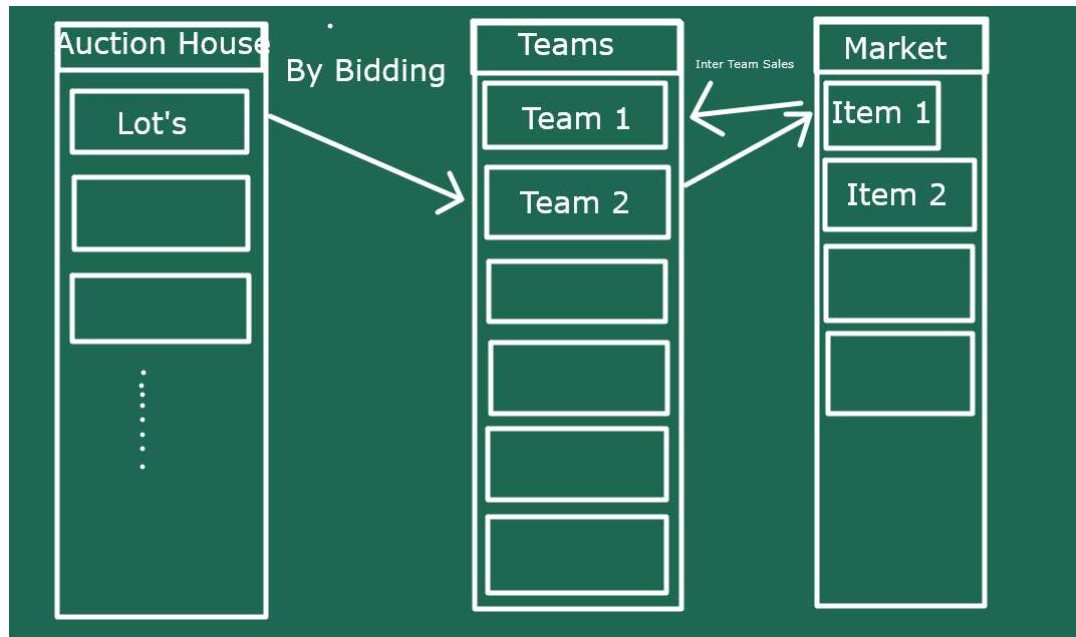 Auction House
Lot's
By Bidding
Teams
Team 1
Team 2
Inter Team Sales
Market
Item 1
Item 2